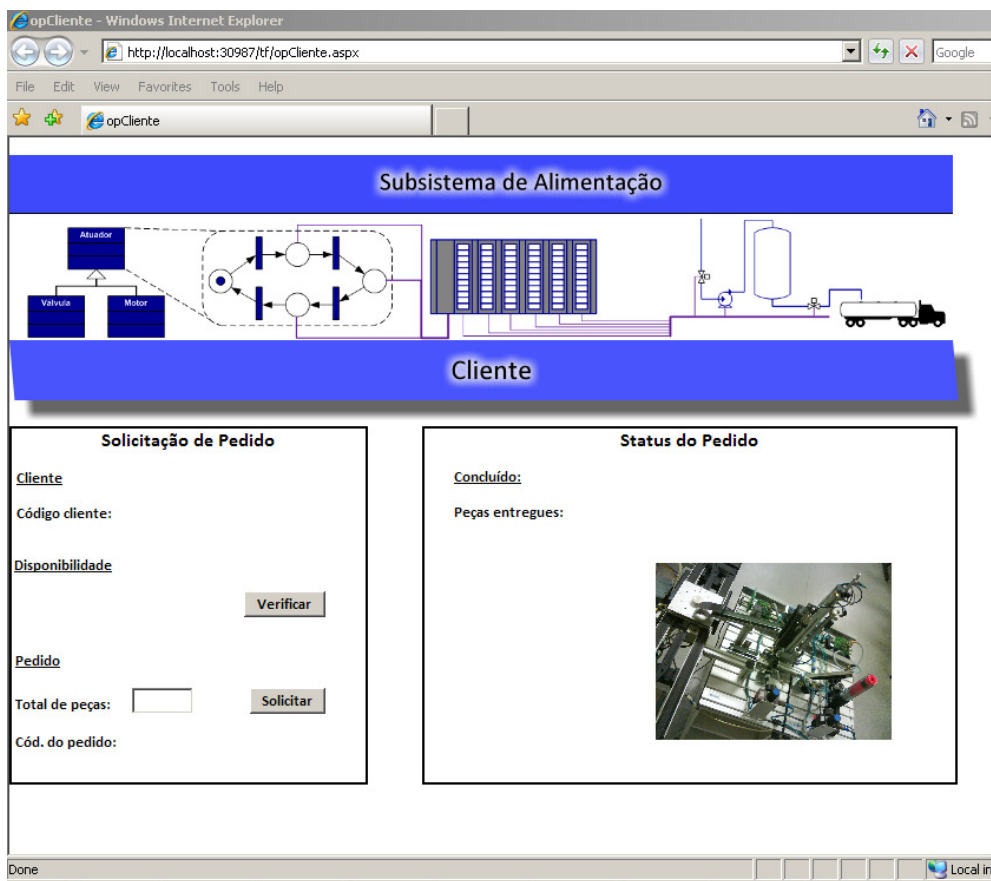 opCliente - Windows Internet Explorer
http://localhost:30987/tf/opCliente.aspx
Google
File Edit View Favorites Tools Help
opCliente
Subsistema de Alimentação
Atuador
Válvula
Motor
Cliente
Solicitação de Pedido
Cliente
Código cliente:
Disponibilidade
Verificar
Pedido
Total de peças:
Solicitar
Cód. do pedido:
Status do Pedido
Concluído:
Peças entregues:
Done
Local in